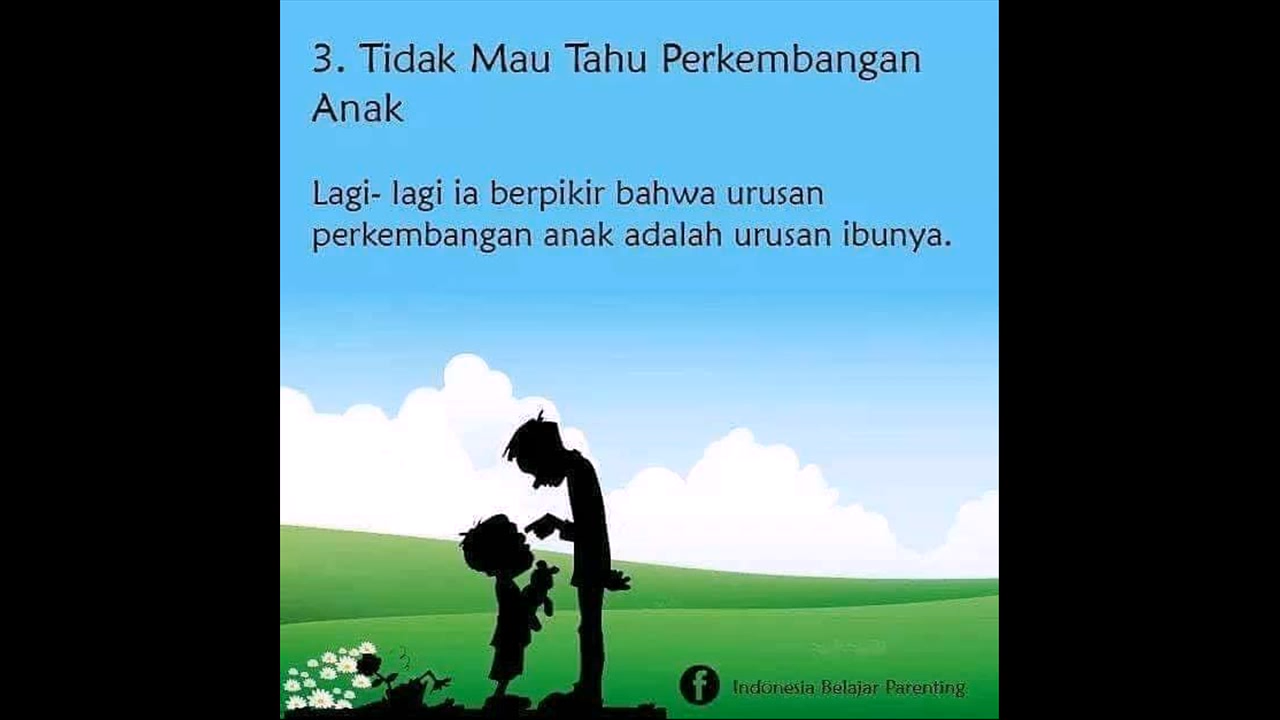 3. Tidak Mau Tahu Perkembangan
Anak
Lagi- lagi ia berpikir bahwa urusan
perkembangan anak adalah urusan ibunya.
f Indonesia Belajar Parenting